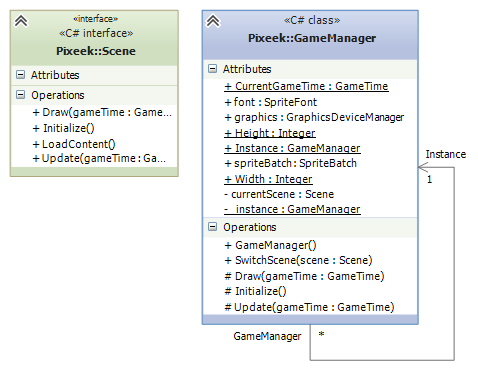 «interface»
«C# interface»
Pixeek::Scene
Attributes
Operations
+ Draw(gameTime : Game...
+ Initialize()
+ LoadContent()
+ Update(gameTime: Ga...
«C# class»
Pixeek::GameManager
Attributes
+ CurrentGameTime : GameTime
+ font : SpriteFont
+ graphics : GraphicsDeviceManager
+ Height : Integer
+ Instance : GameManager
+ spriteBatch: SpriteBatch
+ Width : Integer
- currentScene : Scene
- _instance : GameManager
Operations
+ GameManager()
+ SwitchScene(scene : Scene)
# Draw(gameTime : GameTime)
# Initialize()
# Update(gameTime : GameTime)
Instance
1
GameManager
*